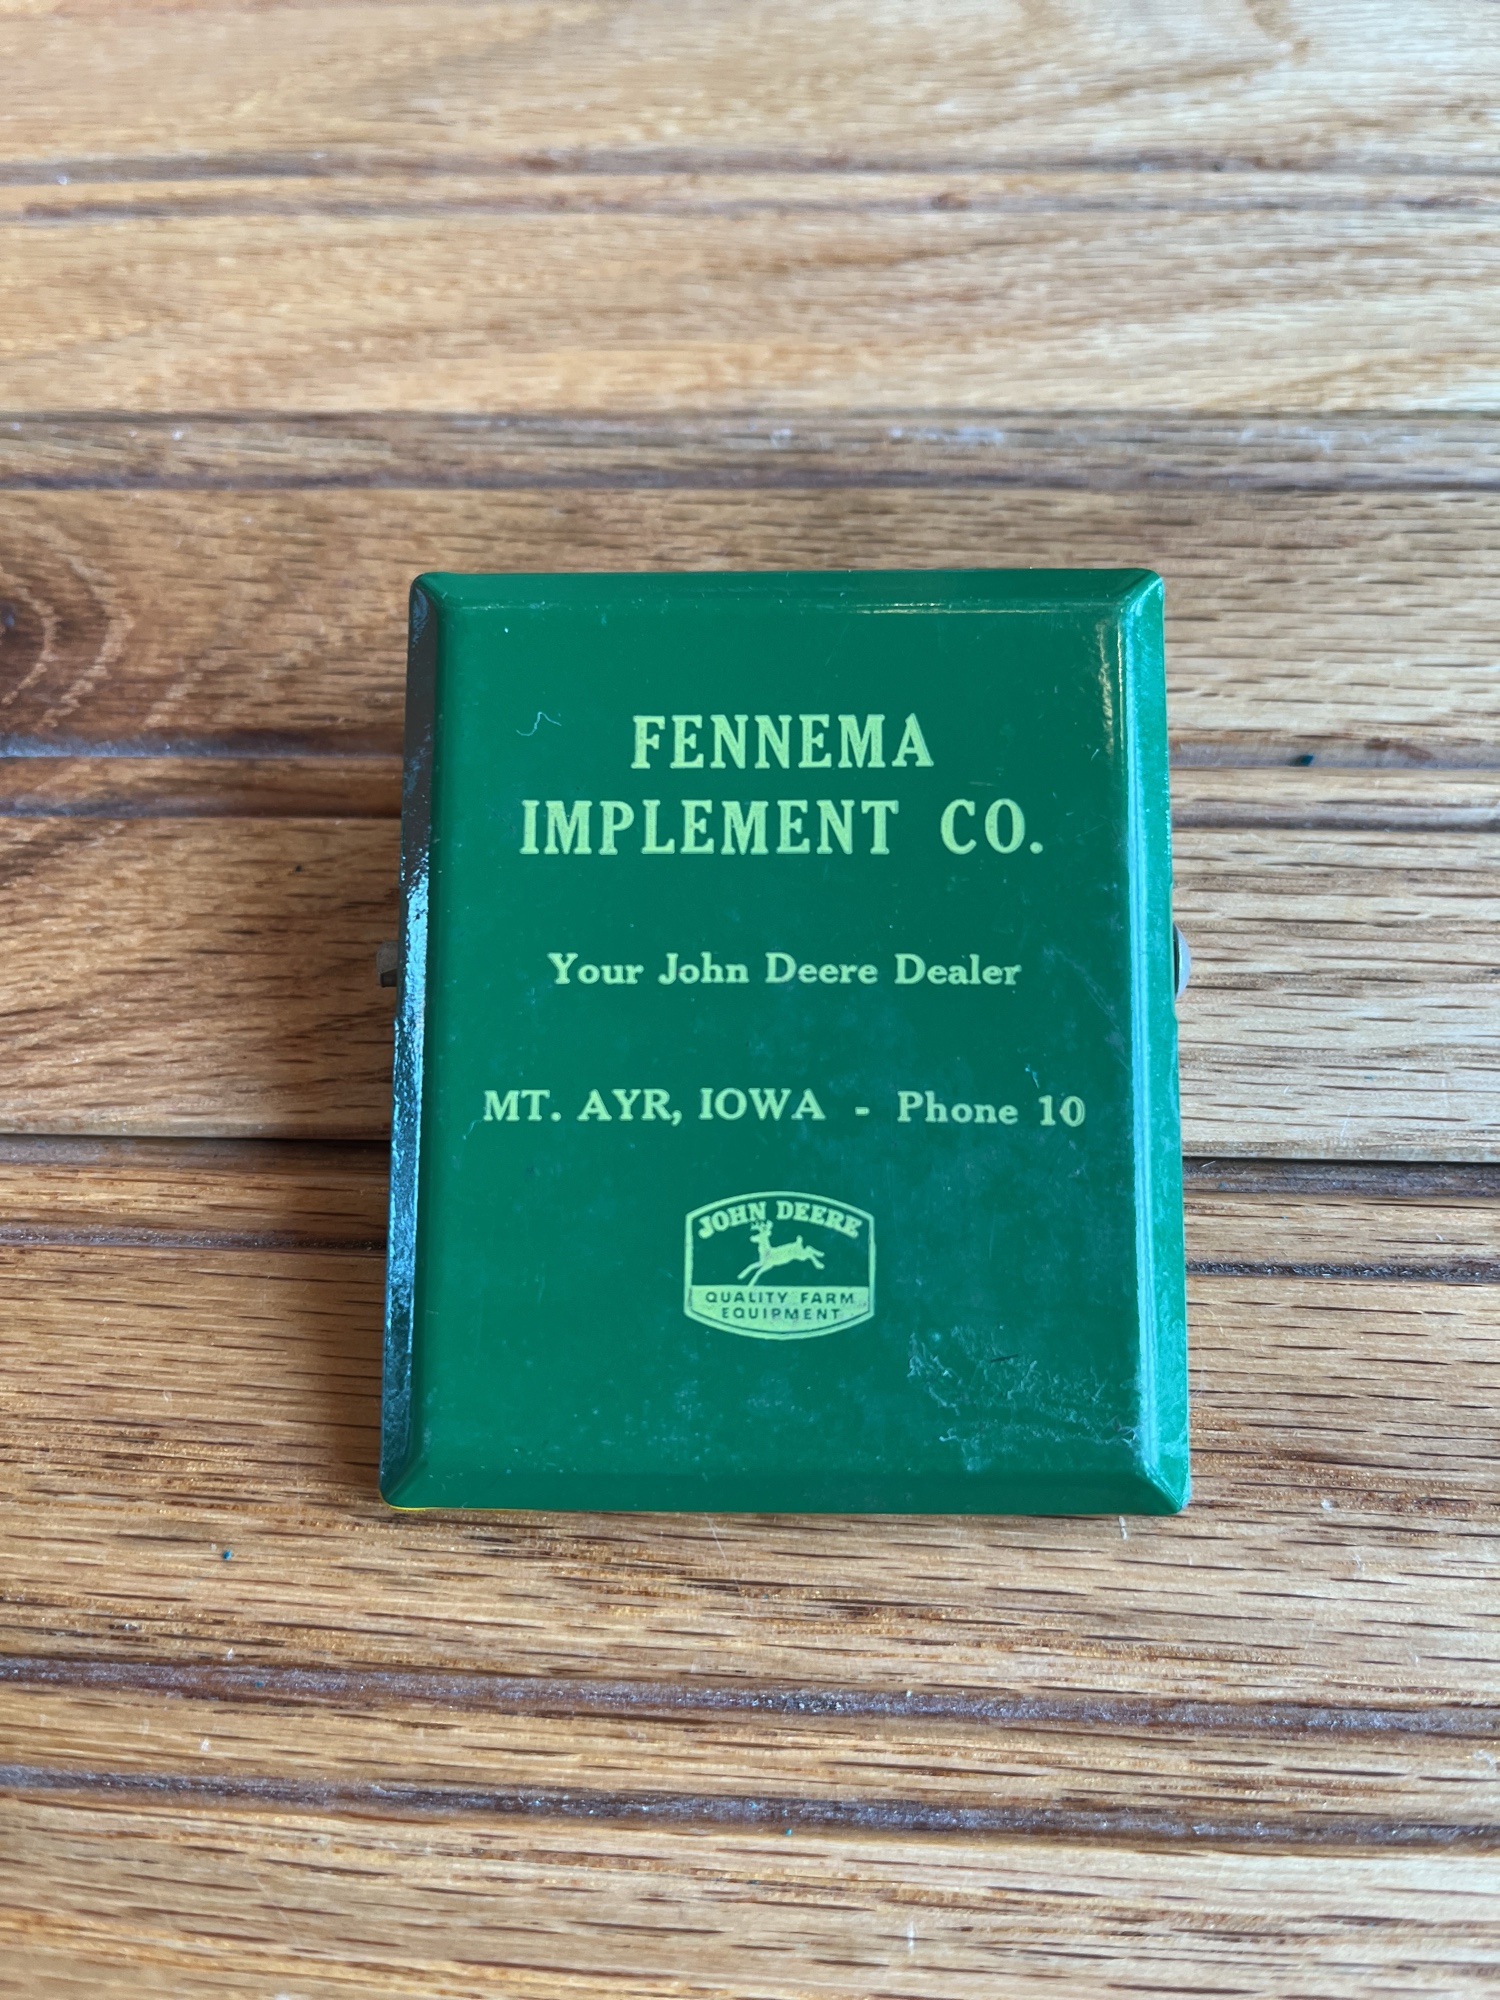 FENNEMA
IMPLEMENT CO.
Your John Deere Dealer
MT. AYR, IOWA - Phone 10
JOHN DEERE
QUALITY FARM
EQUIPMENT